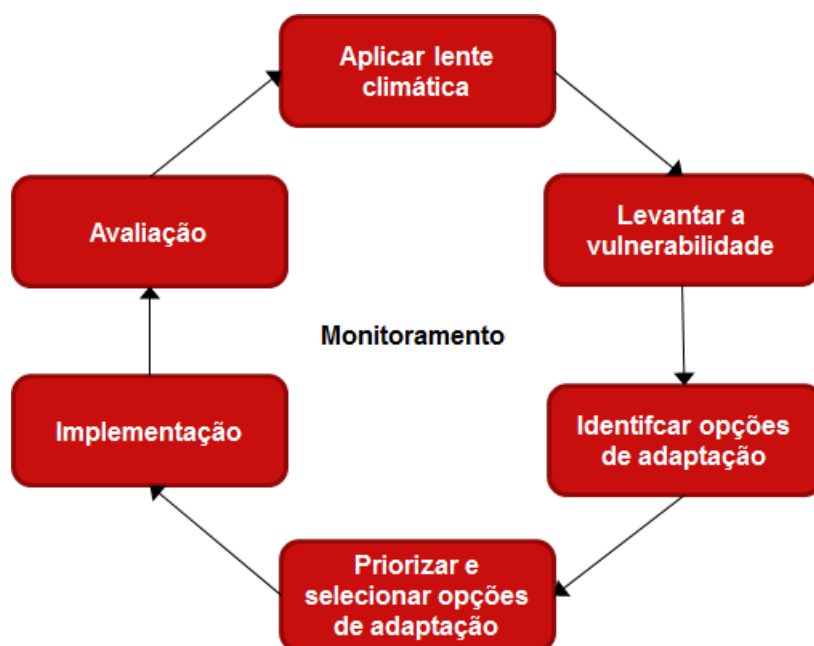 Aplicar lente
climática
Levantar a
vulnerabilidade
Identifcar opções
de adaptação
Priorizar e
selecionar opções
de adaptação
Implementação
Avaliação
Monitoramento